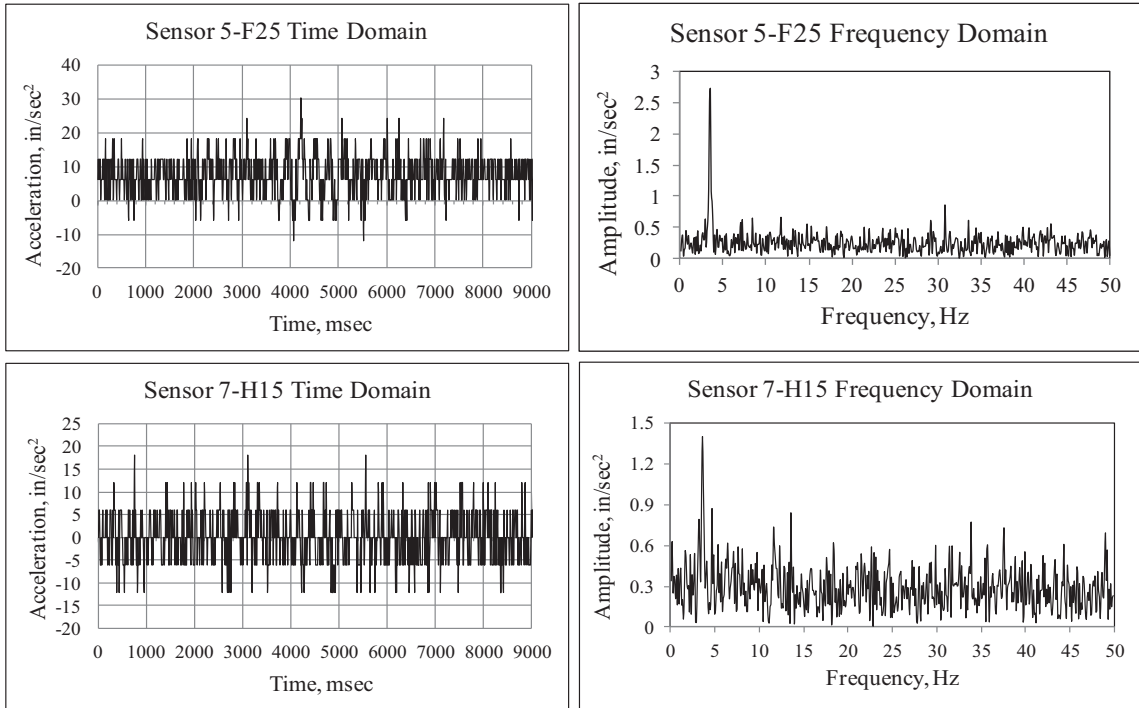 Sensor 5-F25 Time Domain
Acceleration, in/sec²
40
30
20
10
0
-10
-20
0 1000 2000 3000 4000 5000 6000 7000 8000 9000
Time, msec
Sensor 5-F25 Frequency Domain
Amplitude, in/sec²
3
2.5
2
1.5
1
0.5
0
0 5 10 15 20 25 30 35 40 45 50
Frequency, Hz
Sensor 7-H15 Time Domain
Acceleration, in/sec²
25
20
15
10
5
0
-5
-10
-15
-20
0 1000 2000 3000 4000 5000 6000 7000 8000 9000
Time, msec
Sensor 7-H15 Frequency Domain
Amplitude, in/sec²
1.5
1.2
0.9
0.6
0.3
0
0 5 10 15 20 25 30 35 40 45 50
Frequency, Hz